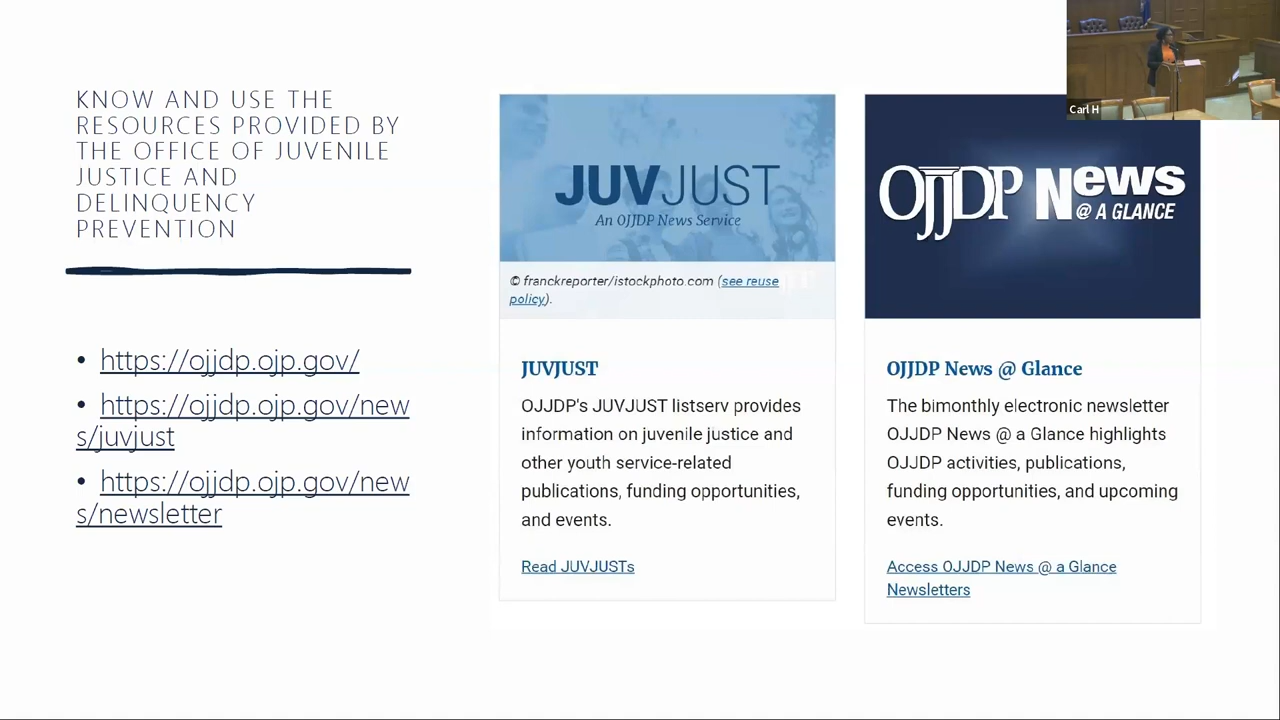 KNOW AND USE THE
RESOURCES PROVIDED BY
THE OFFICE OF JUVENILE
JUSTICE AND
DELINQUENCY
PREVENTION
• https://ojjdp.ojp.gov/
• https://ojjdp.ojp.gov/new
s/juvjust
• https://ojjdp.ojp.gov/new
s/newsletter
JUVJUST
An OJJDP News Service
© franckreporter/istockphoto.com (see reuse
policy).
JUVJUST
OJJDP's JUVJUST listserv provides
information on juvenile justice and
other youth service-related
publications, funding opportunities,
and events.
Read JUVJUSTs
OJJDP News
@ A GLANCE
OJJDP News @ a Glance
The bimonthly electronic newsletter
OJJDP News @ a Glance highlights
OJJDP activities, publications,
funding opportunities, and upcoming
events.
Access OJJDP News @ a Glance
Newsletters
Carl H